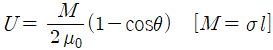 U = M / 2μ₀ (1−cosθ) [M = σl]